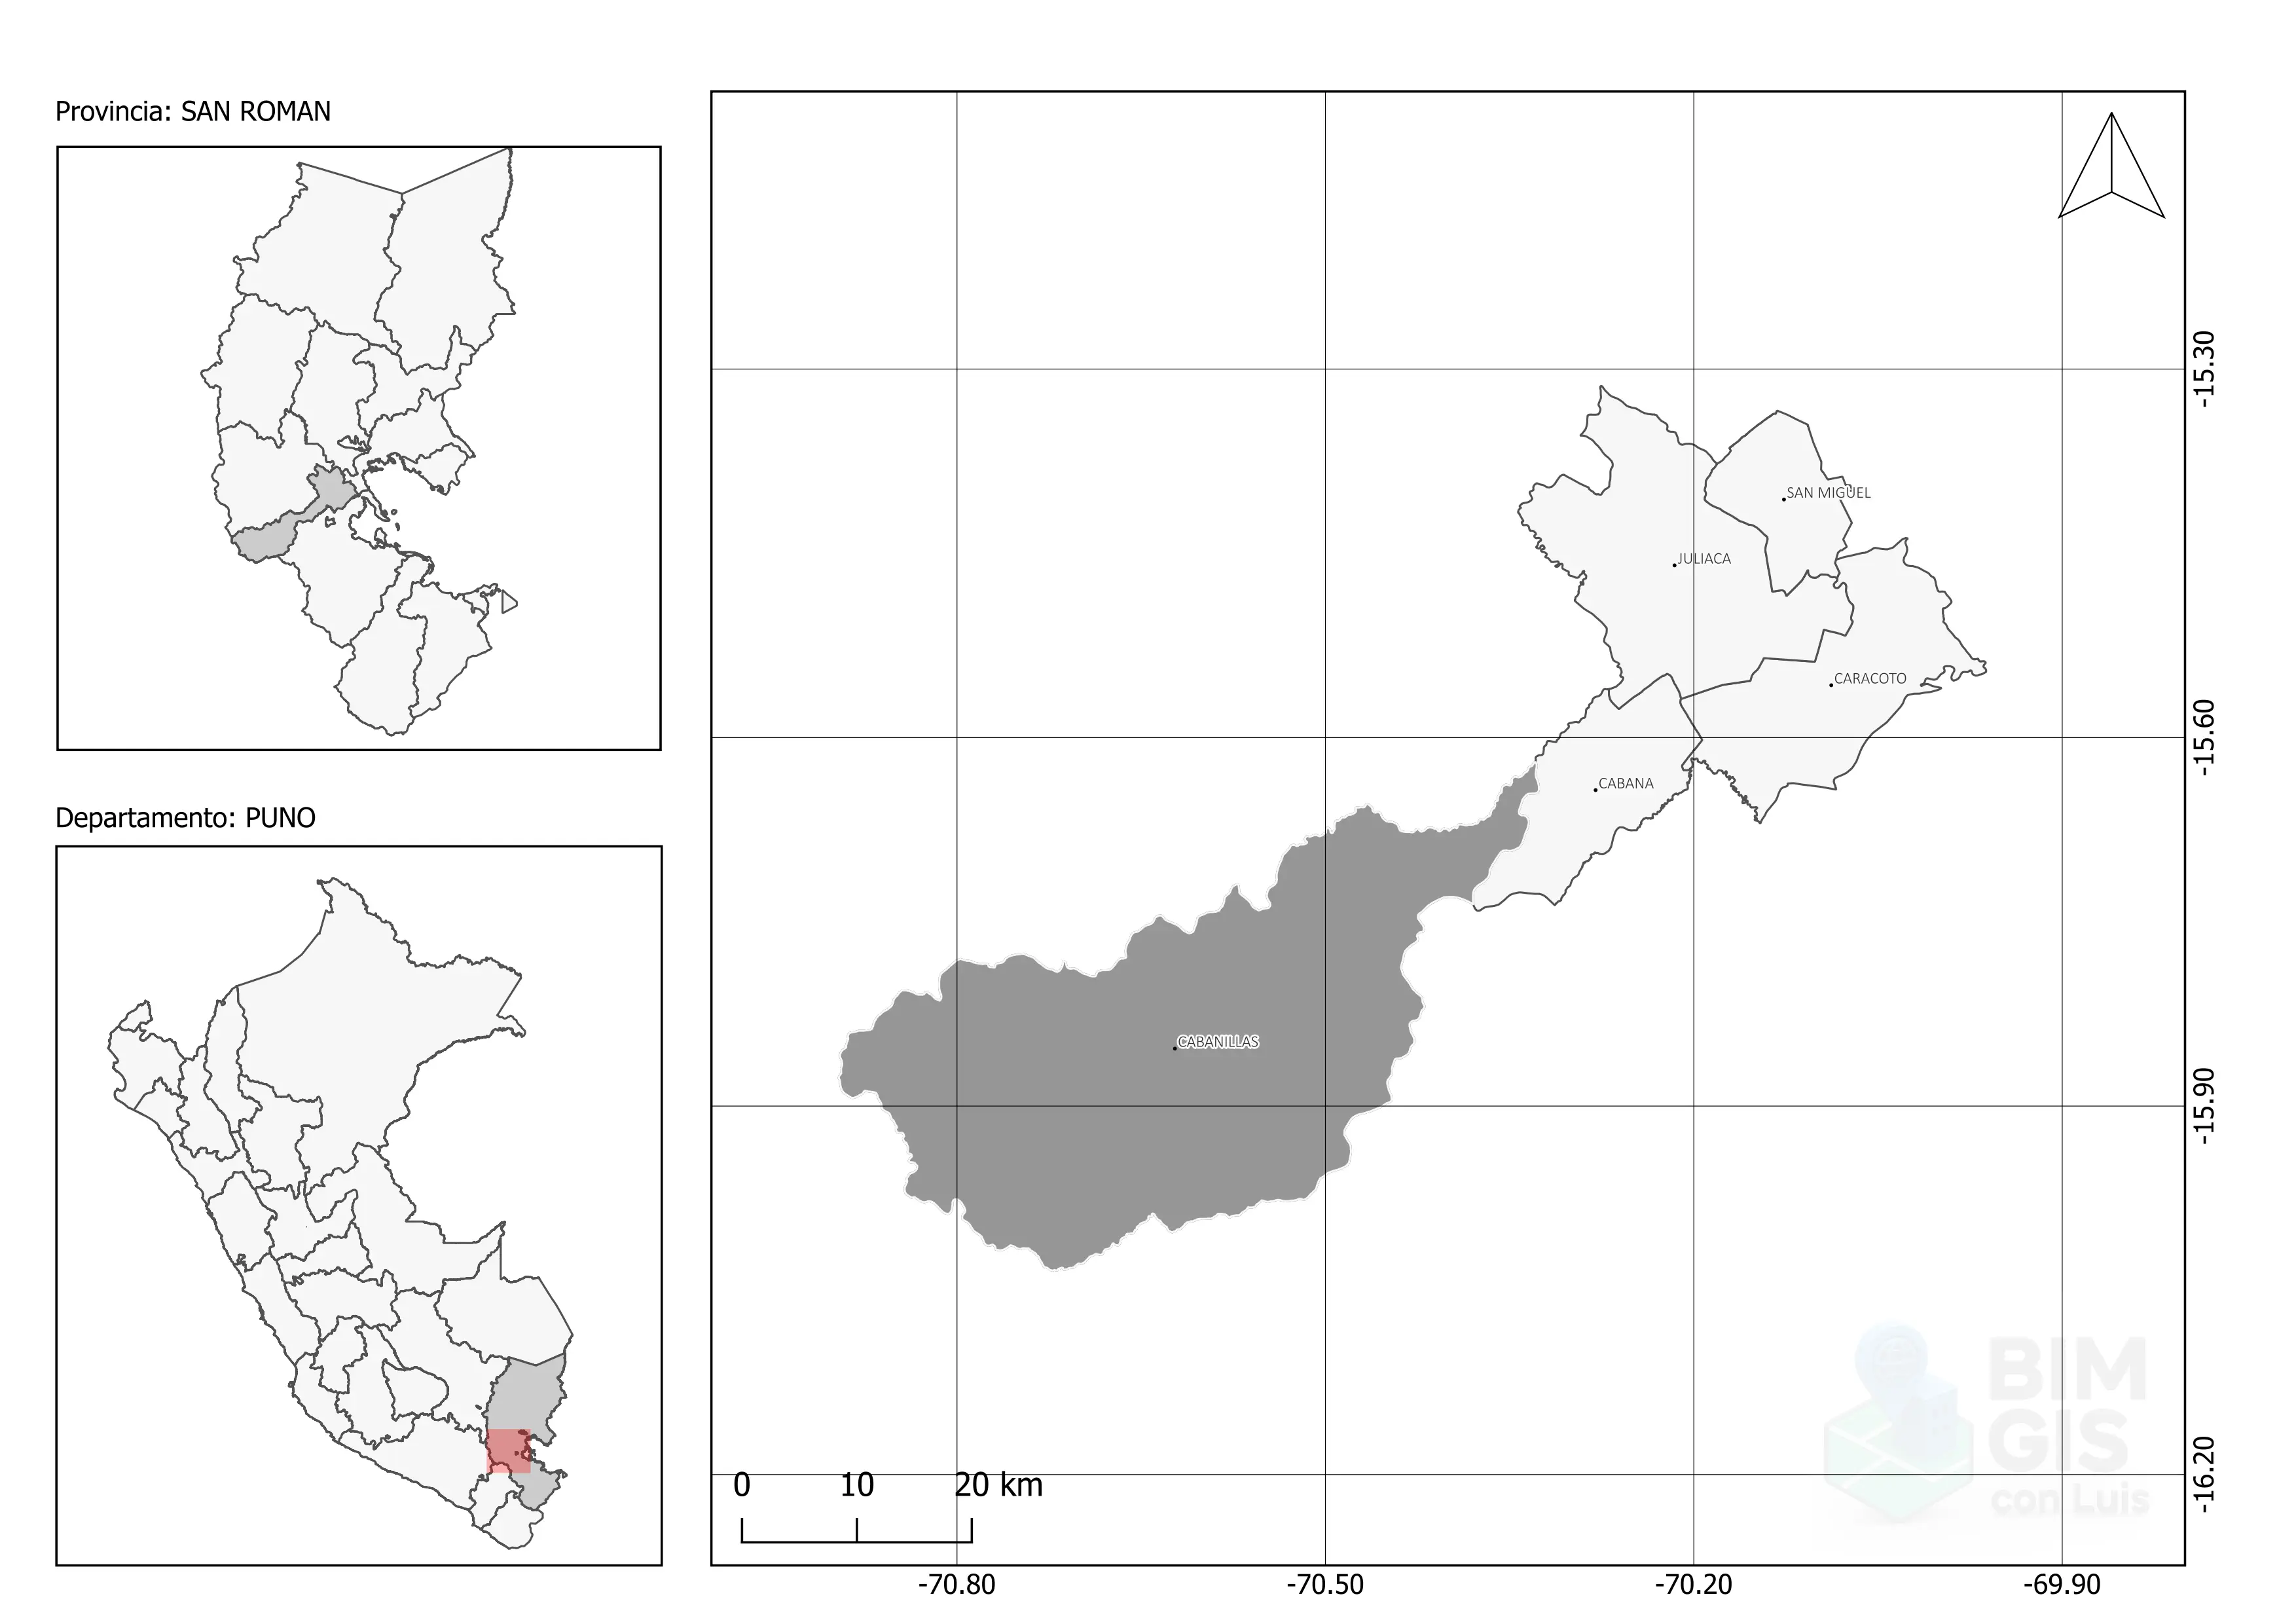 Provincia: SAN ROMAN
Departamento: PUNO
SAN MIGUEL
JULIACA
CARACOTO
CABANA
CABANILLAS
-15.30
-15.60
-15.90
-16.20
0 10 20 km
-70.80 -70.50 -70.20 -69.90
BIM
GIS
con Luis